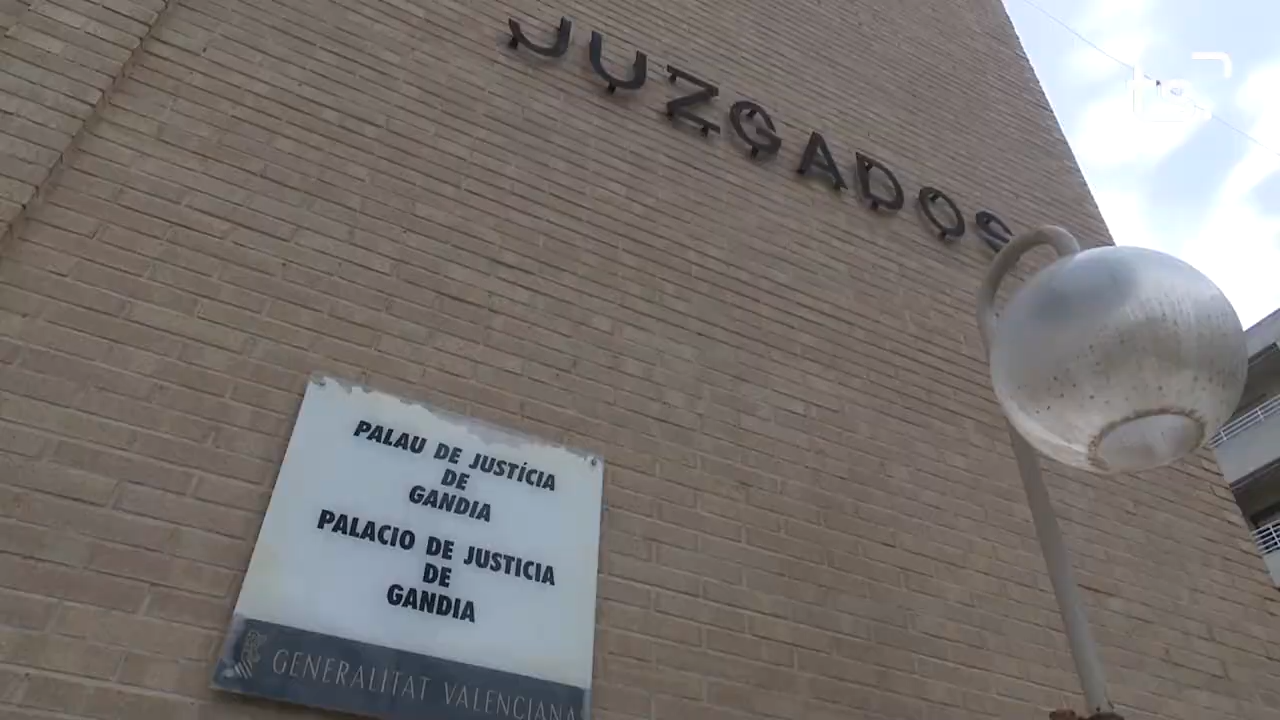 JUZGADOS
PALAU DE JUSTÍCIA
DE
GANDIA
PALACIO DE JUSTICIA
DE
GANDIA
GENERALITAT VALENCIANA